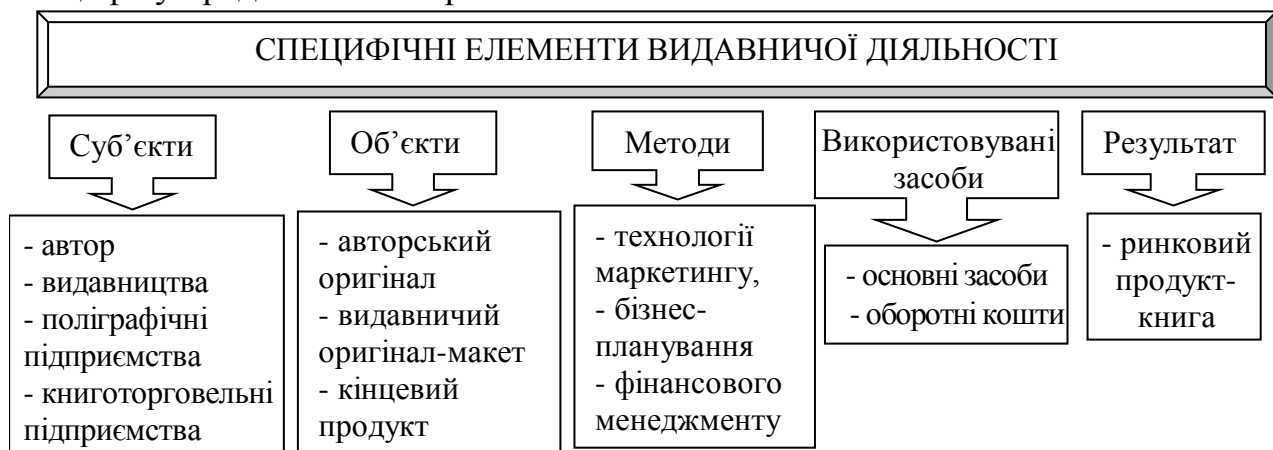 СПЕЦИФІЧНІ ЕЛЕМЕНТИ ВИДАВНИЧОЇ ДІЯЛЬНОСТІ
Суб’єкти
- автор
- видавництва
- поліграфічні
підприємства
- книготорговельні
підприємства
Об’єкти
- авторський
оригінал
- видавничий
оригінал-макет
- кінцевий
продукт
Методи
- технології
маркетингу,
- бізнес-
планування
- фінансового
менеджменту
Використовувані
засоби
- основні засоби
- оборотні кошти
Результат
- ринковий
продукт-
книга